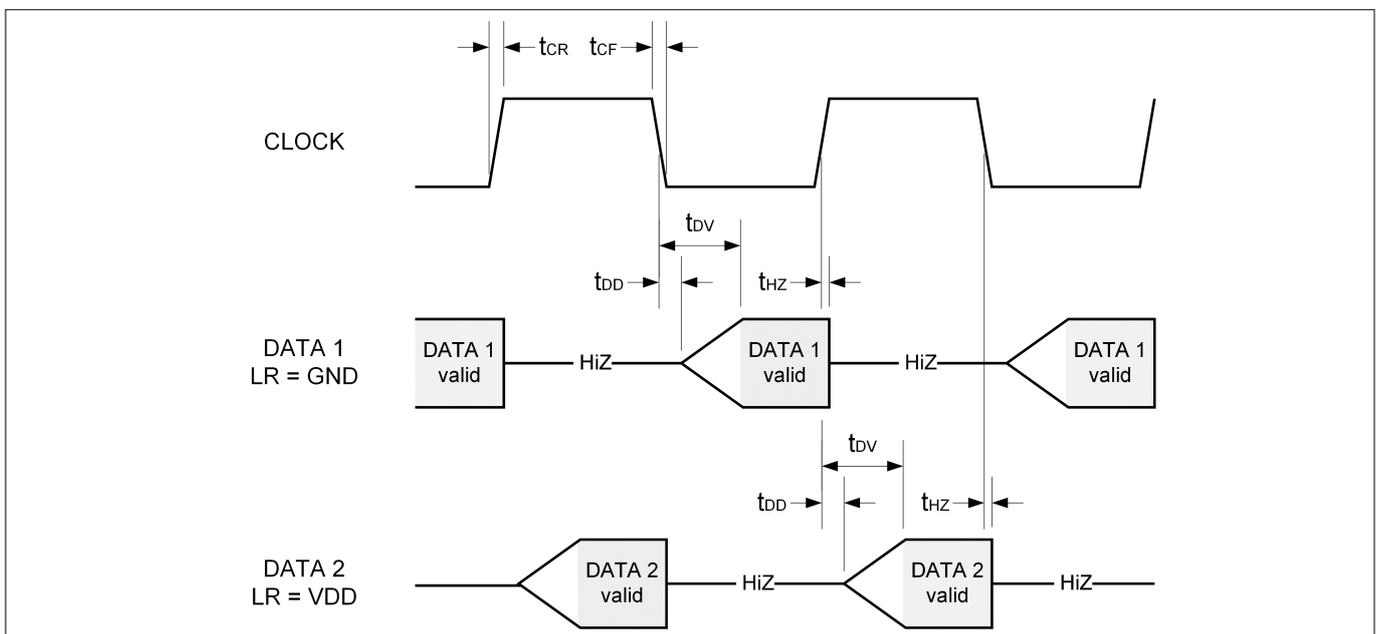 tCR tCF
CLOCK
tDV
tDD tHZ
DATA 1
LR = GND
DATA 1
valid
HiZ
DATA 1
valid
HiZ
DATA 1
valid
tDV
tDD tHZ
DATA 2
LR = VDD
DATA 2
valid
HiZ
DATA 2
valid
HiZ